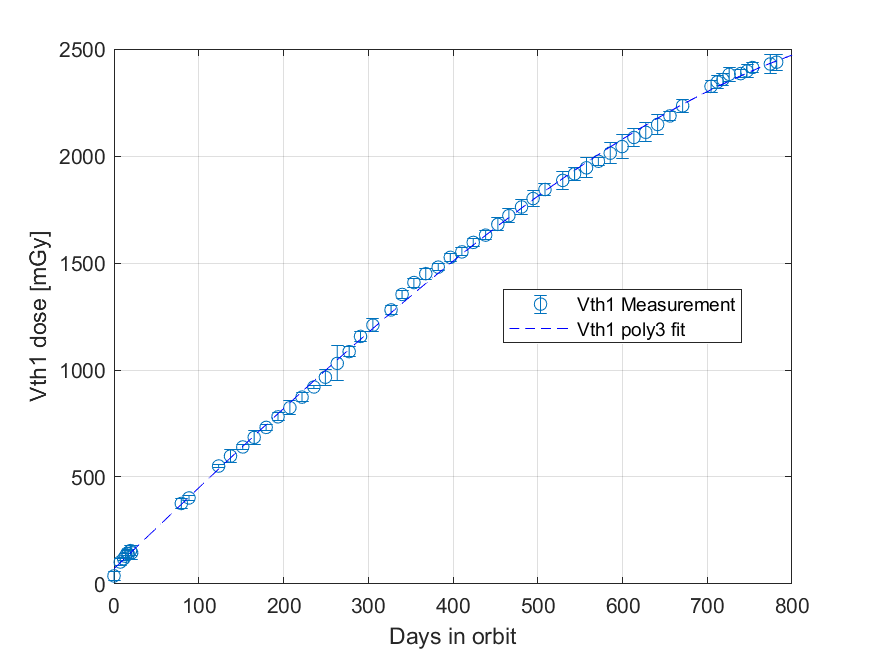 2500
2000
1500
1000
500
0
Vth1 dose [mGy]
Vth1 Measurement
Vth1 poly3 fit
0 100 200 300 400 500 600 700 800
Days in orbit